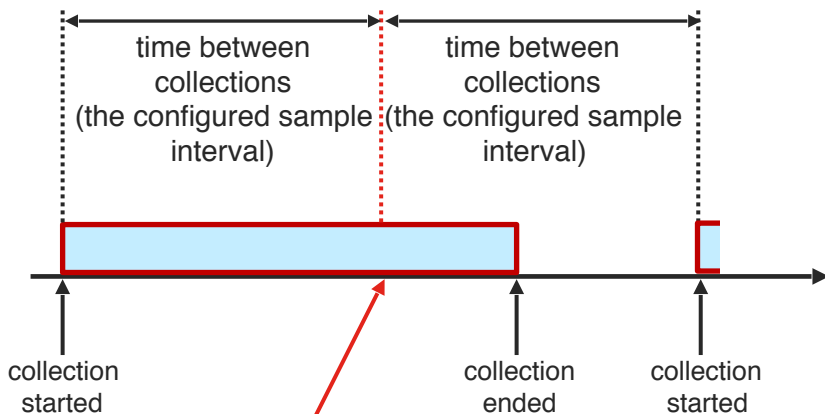 time between
collections
(the configured sample
interval)
time between
collections
(the configured sample
interval)
collection
started
collection
ended
collection
started